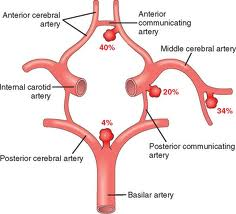 Anterior cerebral
artery
Anterior
communicating
artery
40%
Middle cerebral
artery
Internal carotid
artery
20%
34%
4%
Posterior cerebral
artery
Posterior communicating
artery
Basilar artery